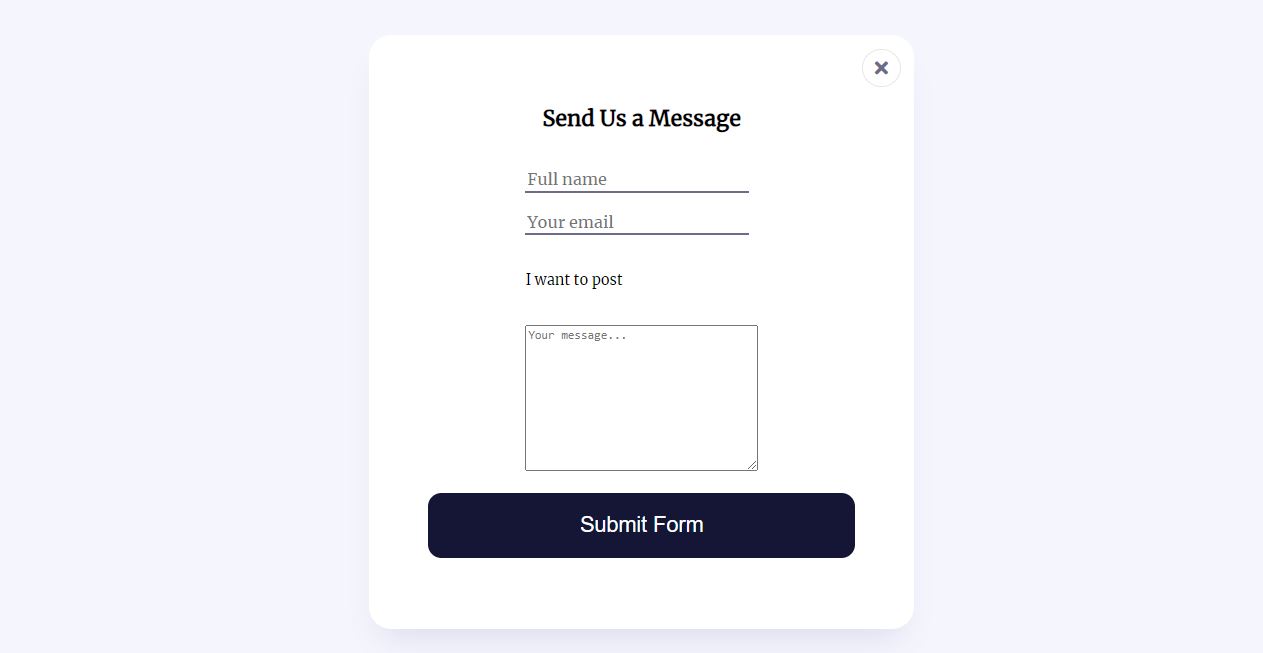 Send Us a Message
Full name
Your email
I want to post
Your message...
Submit Form